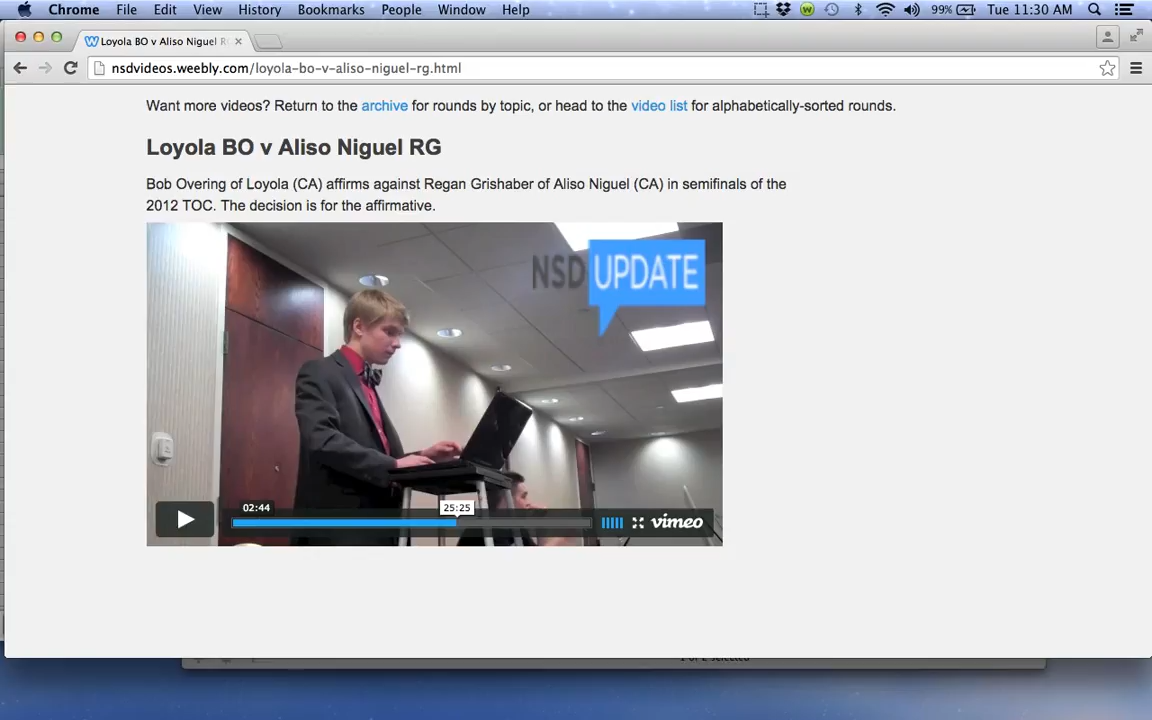 Chrome File Edit View History Bookmarks People Window Help 99% Tue 11:30 AM
Loyola BO v Aliso Niguel R
nsdvideos.weebly.com/loyola-bo-v-aliso-niguel-rg.html
Want more videos? Return to the archive for rounds by topic, or head to the video list for alphabetically-sorted rounds.
Loyola BO v Aliso Niguel RG
Bob Overing of Loyola (CA) affirms against Regan Grishaber of Aliso Niguel (CA) in semifinals of the
2012 TOC. The decision is for the affirmative.
NSD UPDATE
02:44 25:25
vimeo